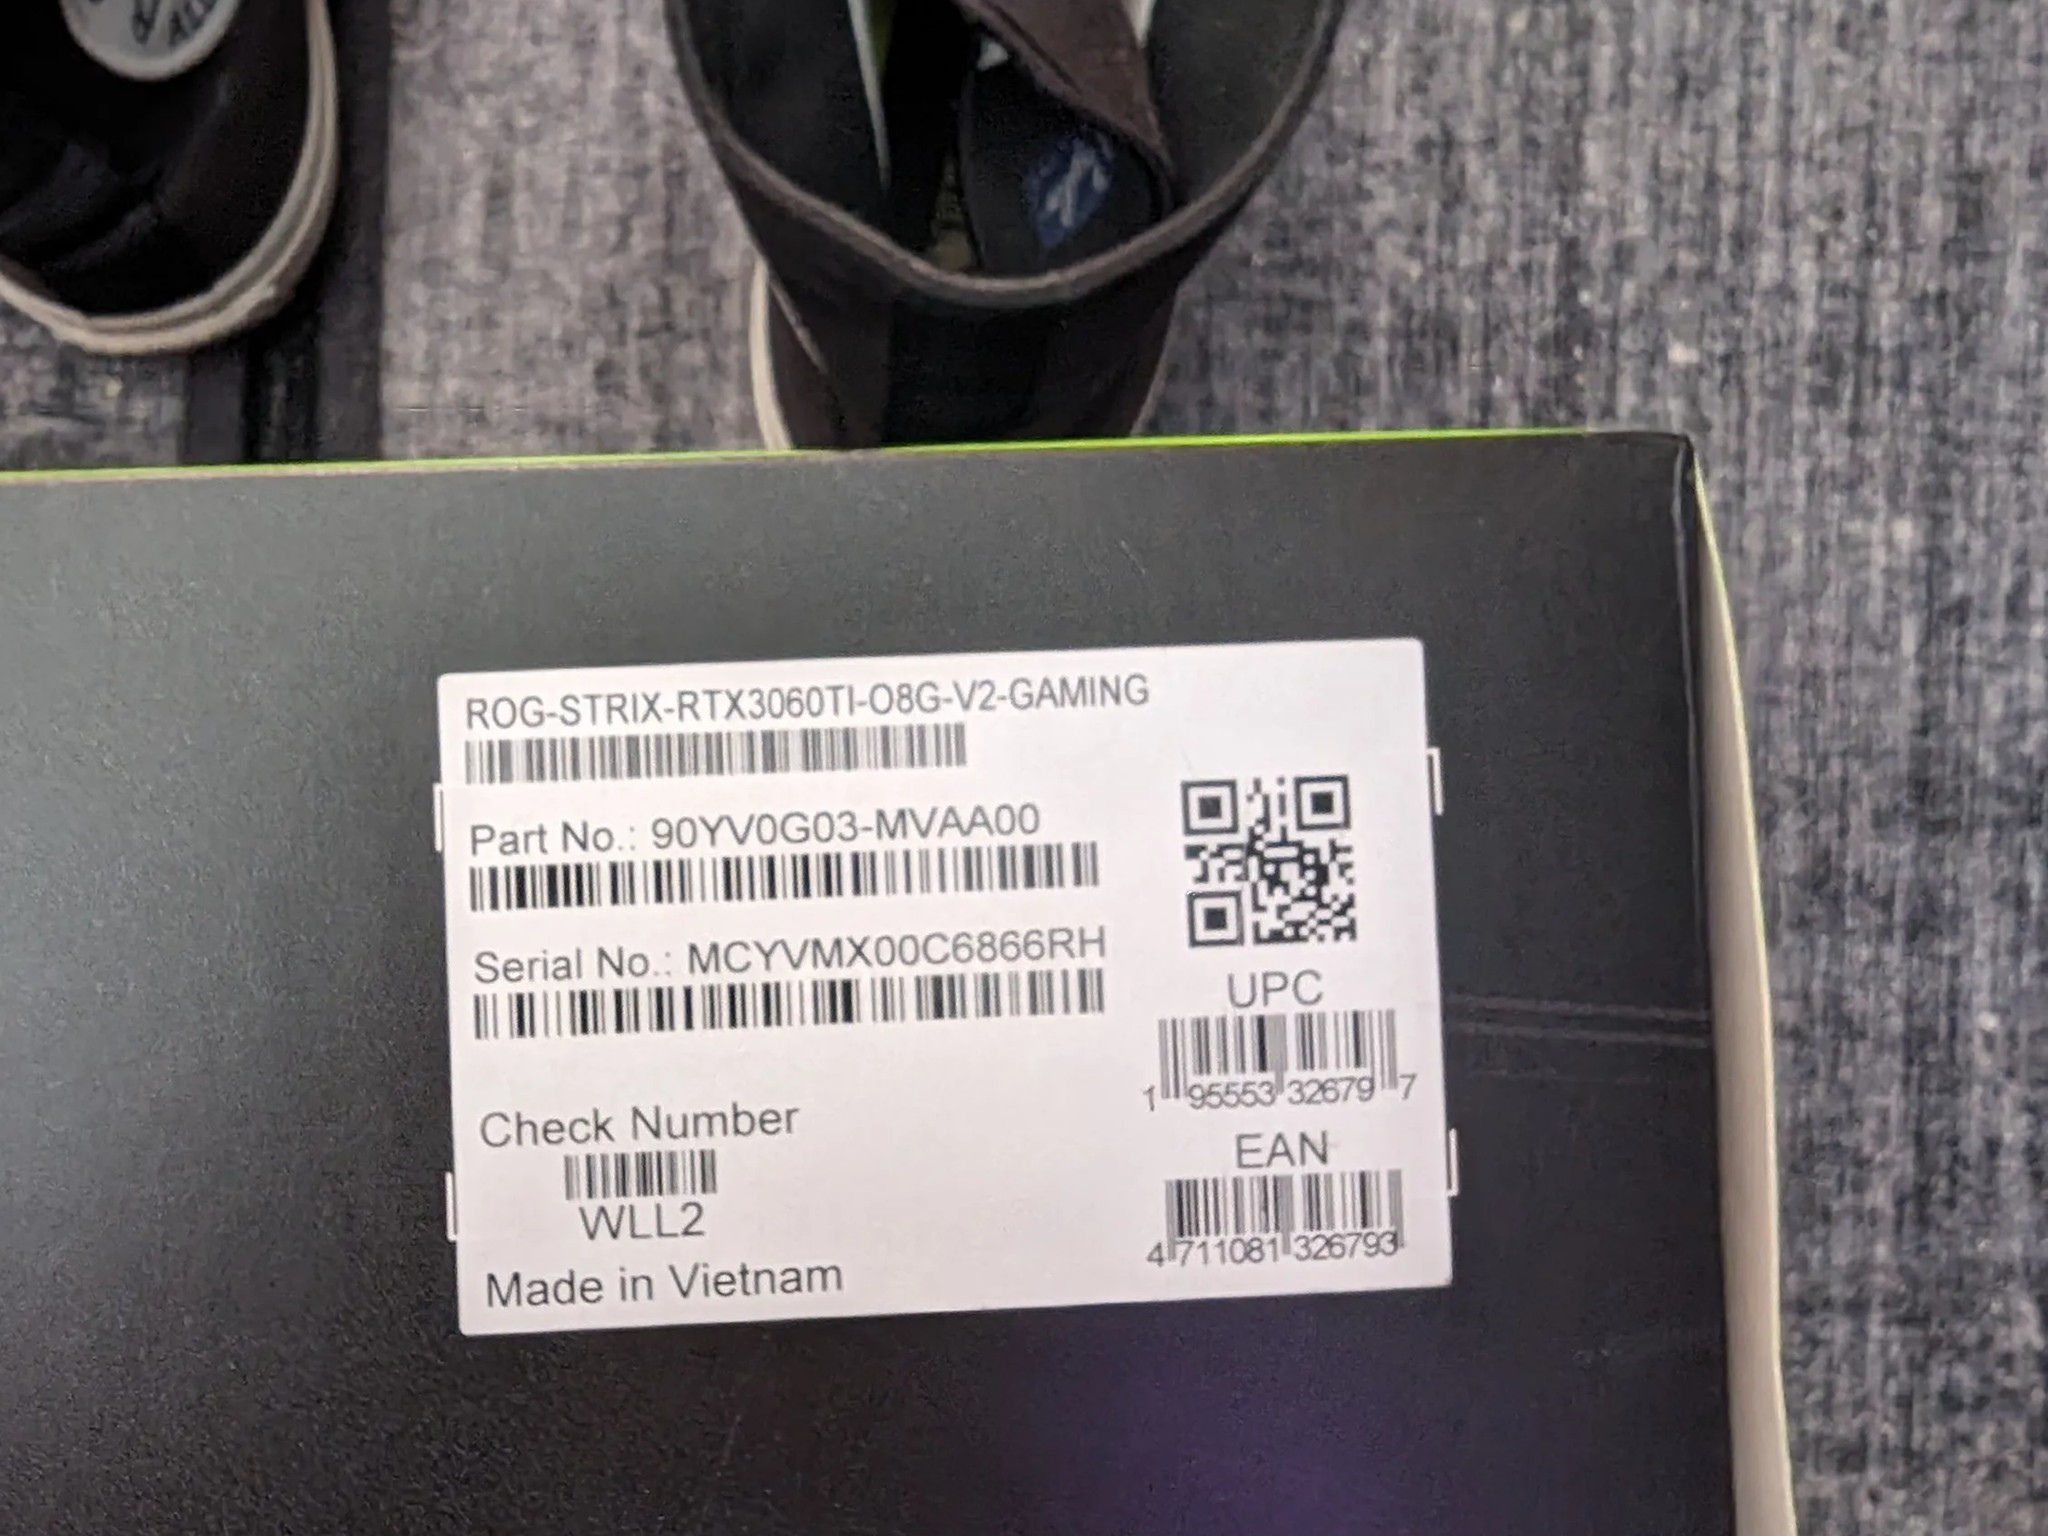 ROG-STRIX-RTX3060TI-O8G-V2-GAMING
Part No.: 90YV0G03-MVAA00
Serial No.: MCYVMX00C6866RH
UPC
1 95553 32679 7
Check Number
EAN
WLL2
4 711081 326793
Made in Vietnam